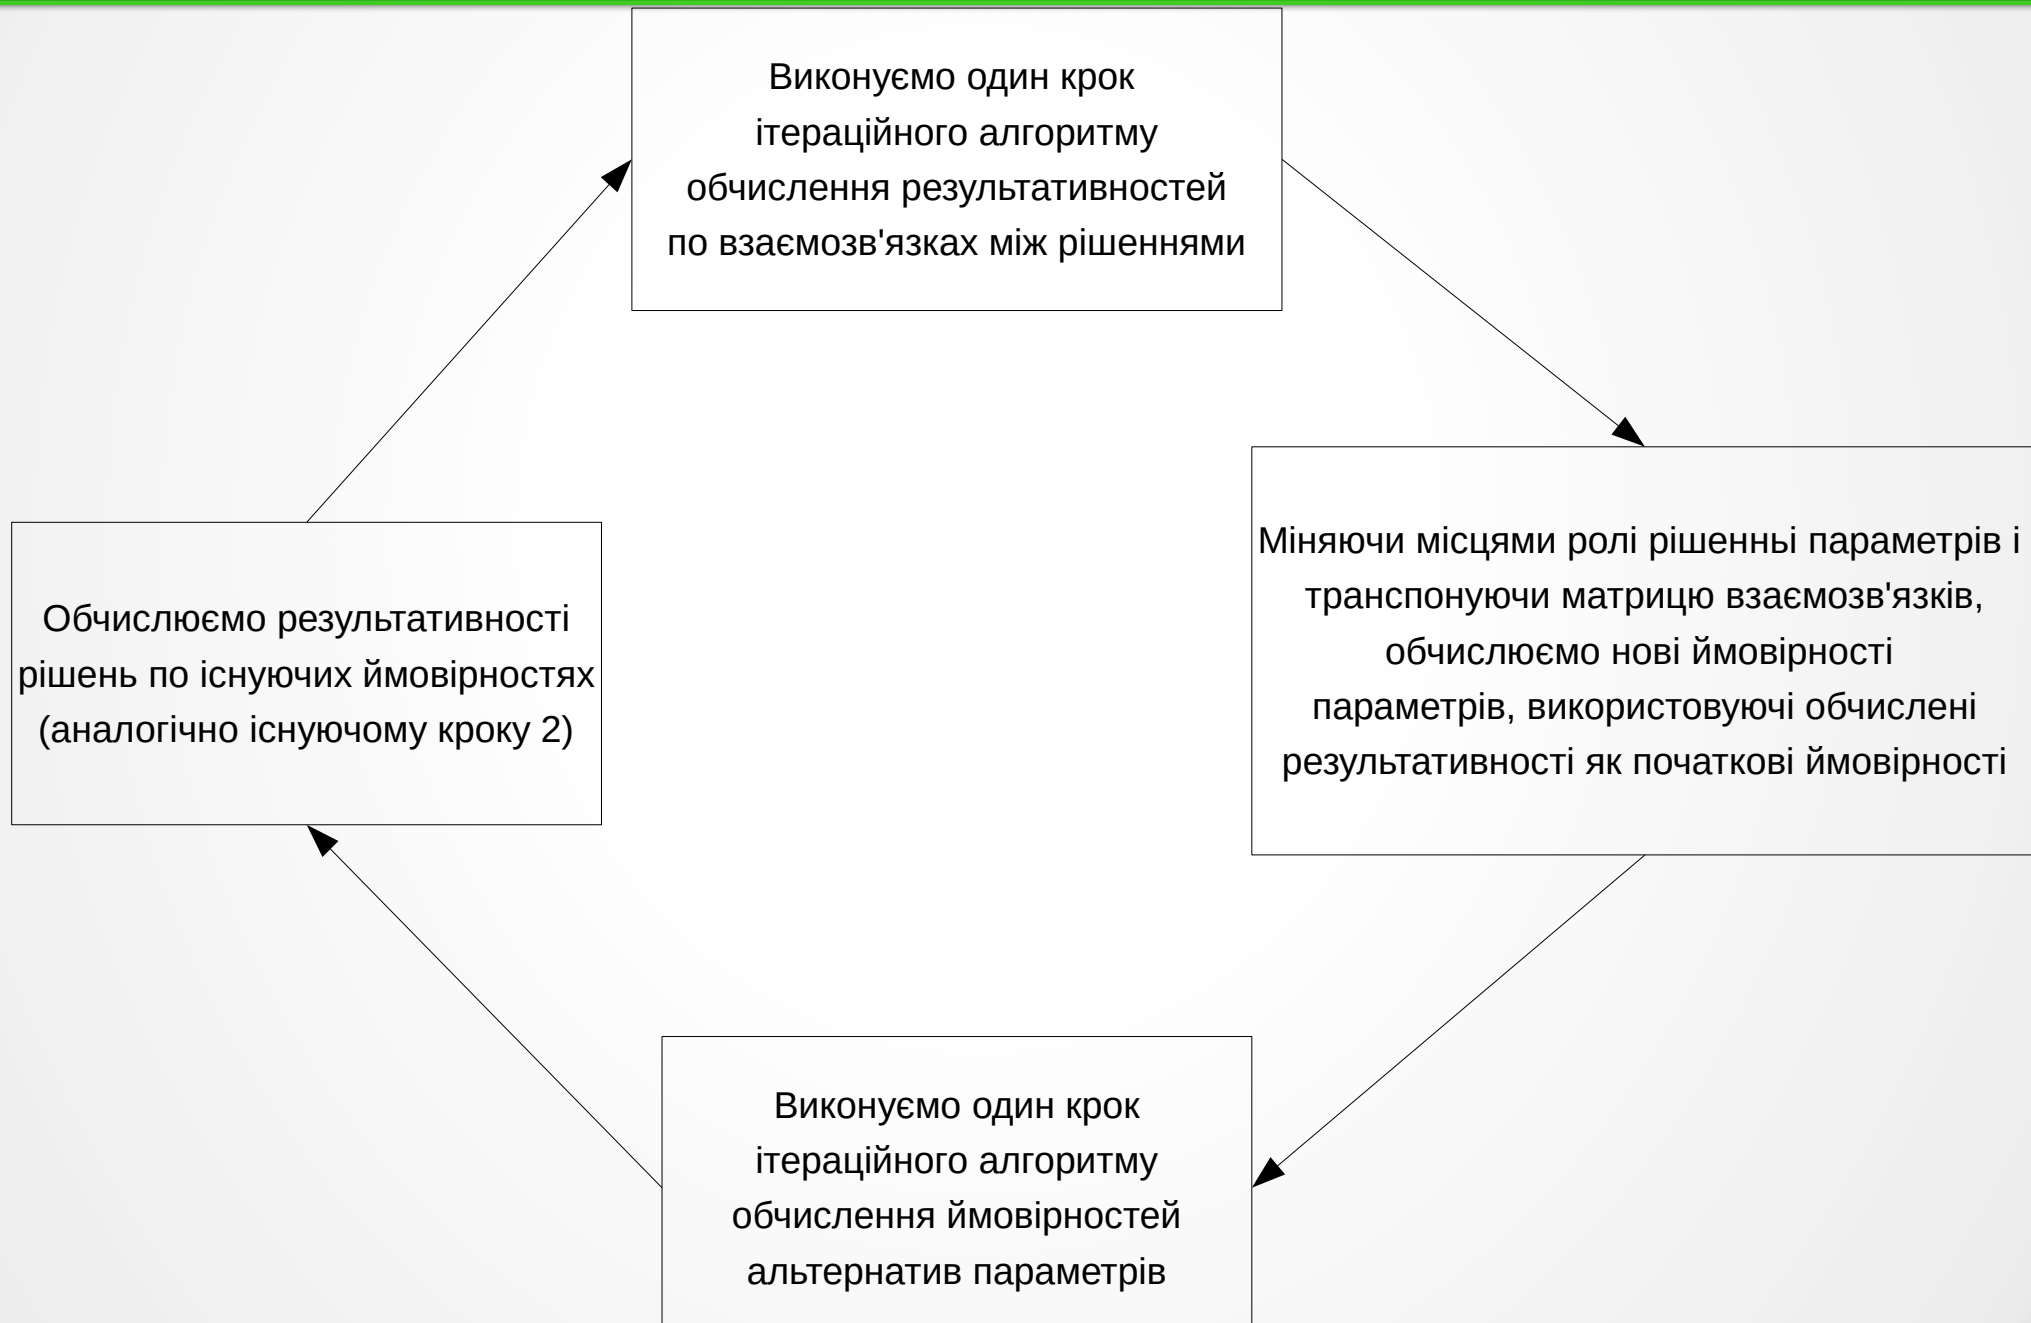 Виконуємо один крок
ітераційного алгоритму
обчислення результативностей
по взаємозв'язках між рішеннями
Міняючи місцями ролі рішенньі параметрів і
транспонуючи матрицю взаємозв'язків,
обчислюємо нові ймовірності
параметрів, використовуючі обчислені
результативності як початкові ймовірності
Обчислюємо результативності
рішень по існуючих ймовірностях
(аналогічно існуючому кроку 2)
Виконуємо один крок
ітераційного алгоритму
обчислення ймовірностей
альтернатив параметрів